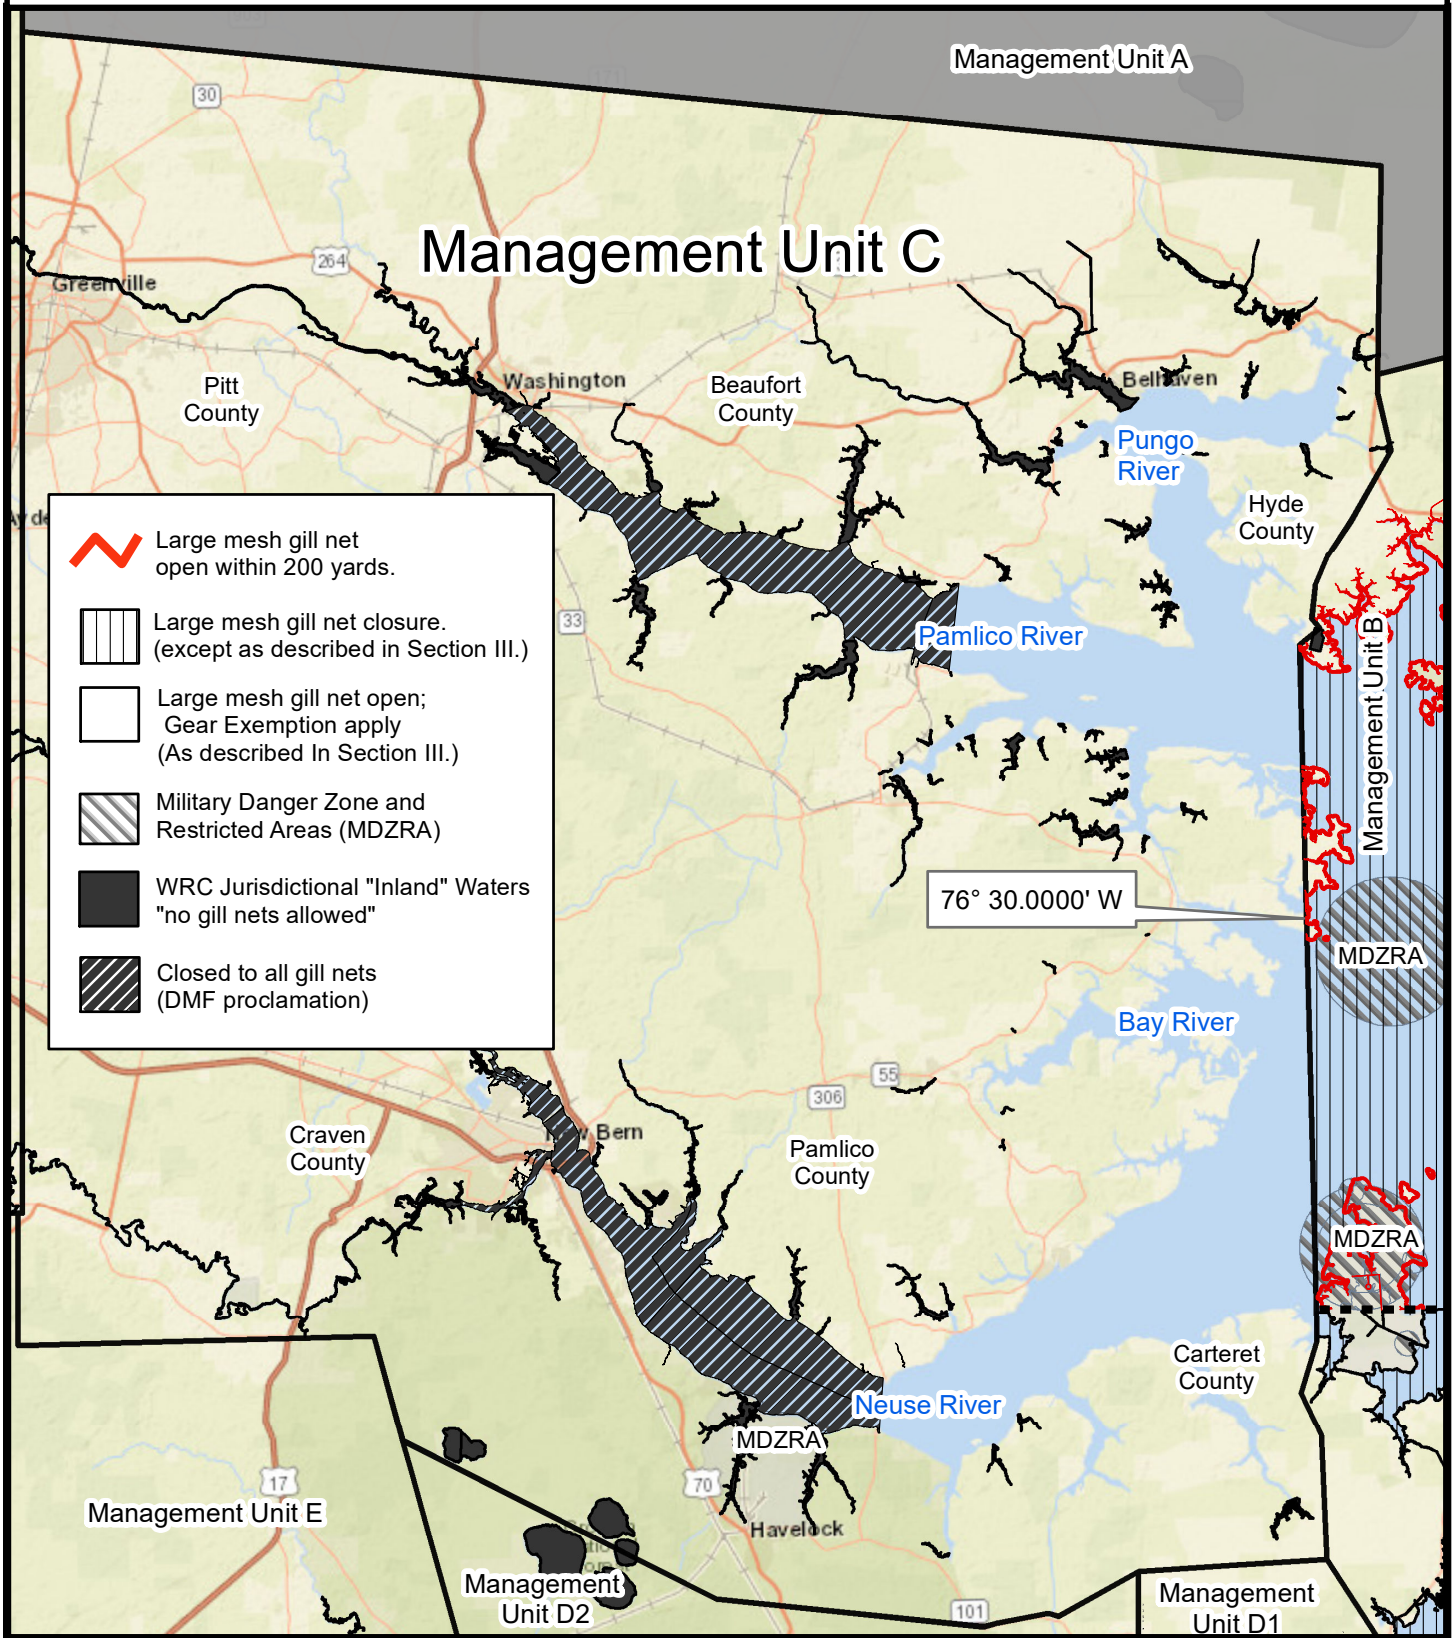 Management Unit A
30
Management Unit C
264
Greenville
Pitt
County
Washington
Beaufort
County
Belhaven
Pungo
River
Hyde
County
Large mesh gill net
open within 200 yards.
Large mesh gill net closure.
(except as described in Section III.)
Large mesh gill net open;
Gear Exemption apply
(As described In Section III.)
Military Danger Zone and
Restricted Areas (MDZRA)
WRC Jurisdictional "Inland" Waters
"no gill nets allowed"
Closed to all gill nets
(DMF proclamation)
33
Pamlico River
Management Unit B
76° 30.0000' W
MDZRA
Bay River
55
306
Craven
County
Bern
Pamlico
County
MDZRA
Carteret
County
Neuse River
MDZRA
17
70
Management Unit E
Havelock
Management
Unit D2
101
Management
Unit D1